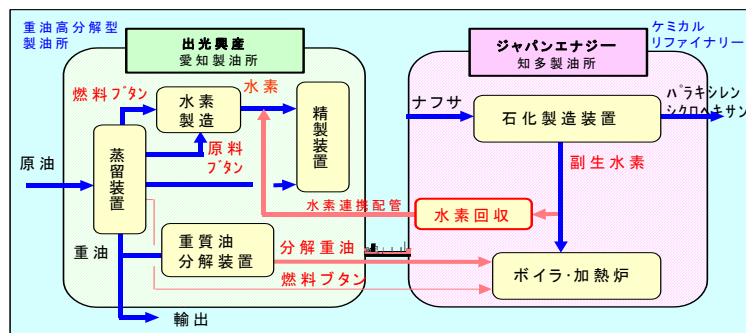 重油高分解型
製油所
出光興産
愛知製油所
ジャパンエナジー
知多製油所
ケミカル
リファイナリー
燃料ブタン
水素
水素
製造
精製装置
原料
ブタン
蒸留装置
原油
重油
重質油
分解装置
輸出
ナフサ
石化製造装置
パラキシレン
シクロヘキサン
副生水素
水素連携配管
水素回収
分解重油
燃料ブタン
ボイラ・加熱炉